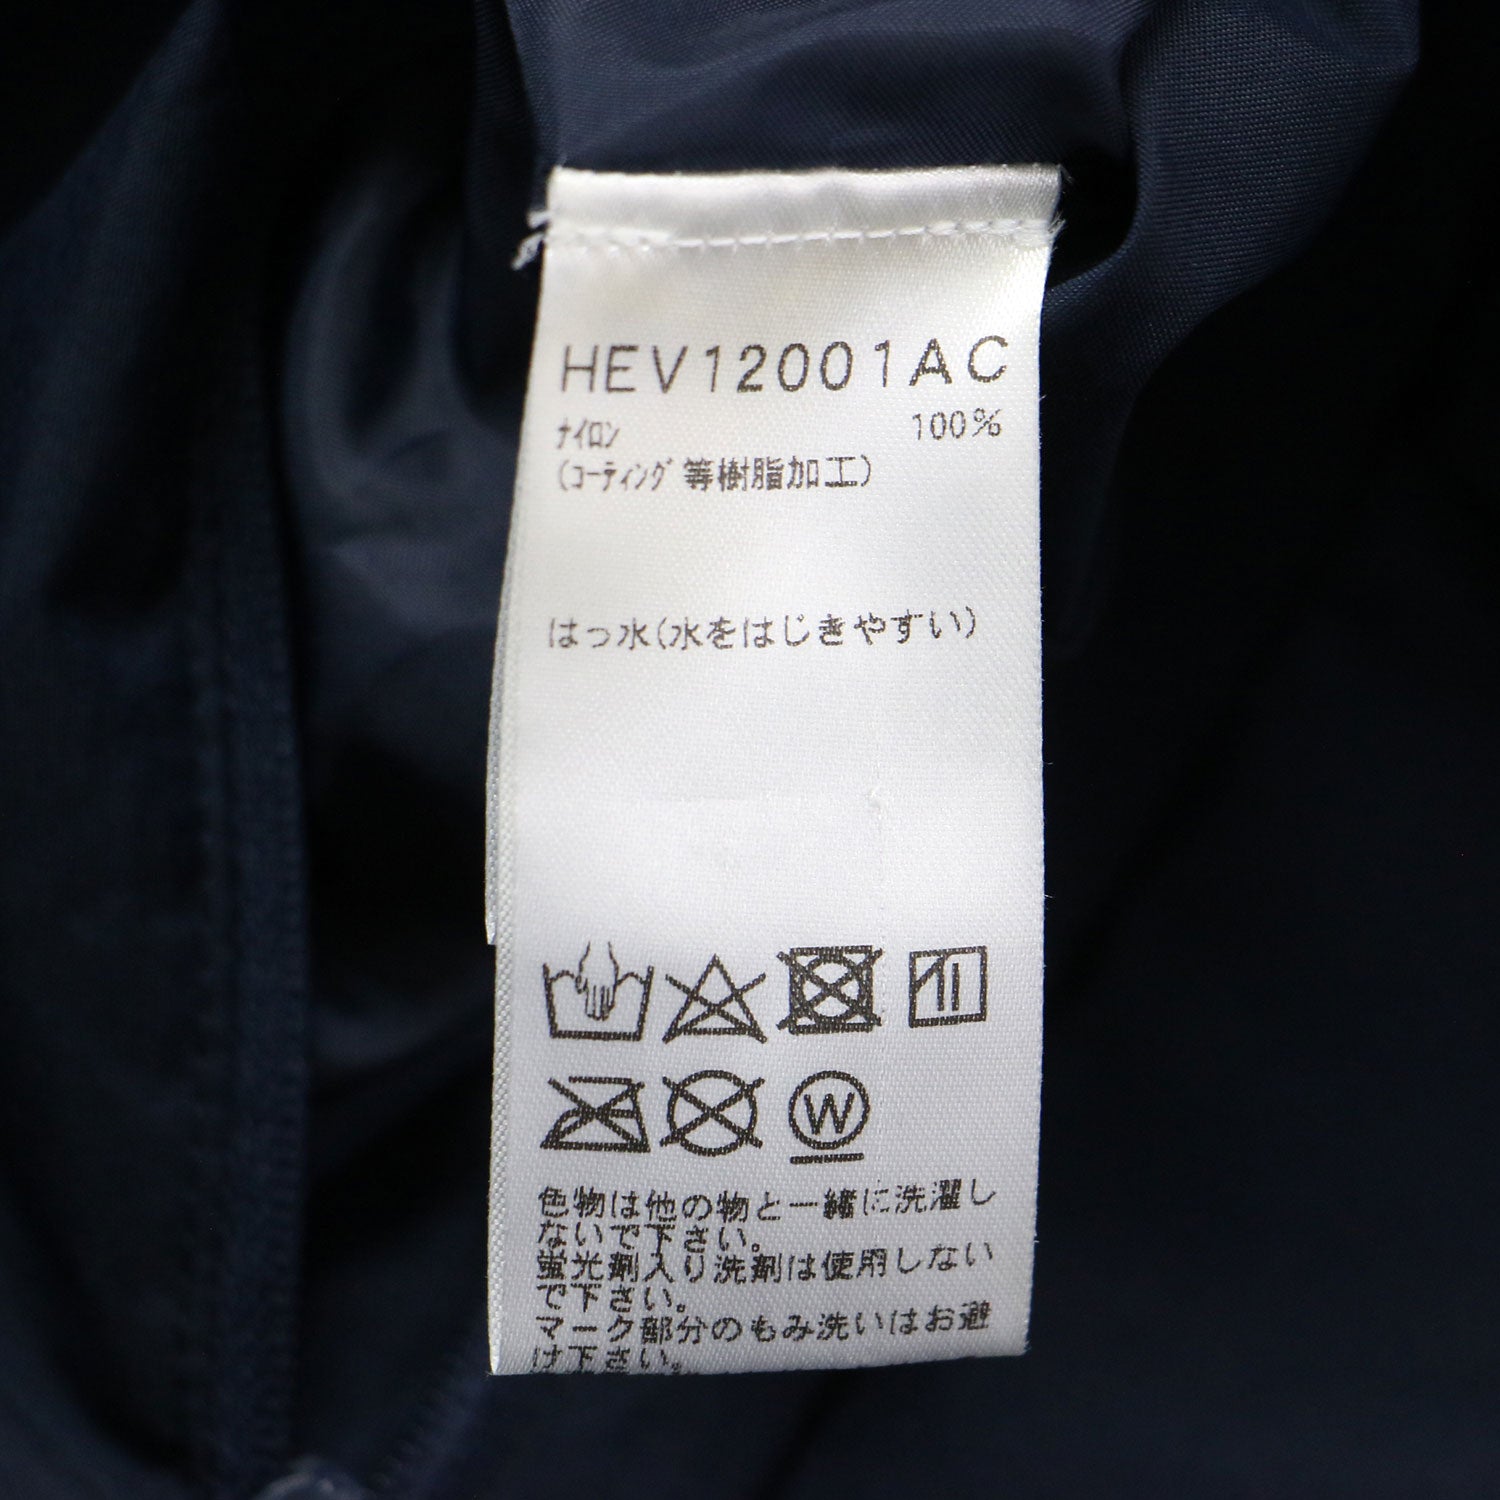 HEV12001AC
ナイロン 100%
(コーティング等樹脂加工)
はっ水(水をはじきやすい)
W
色物は他の物と一緒に洗濯し
ないで下さい。
蛍光剤入り洗剤は使用しない
で下さい。
マーク部分のもみ洗いはお避
け下さい。